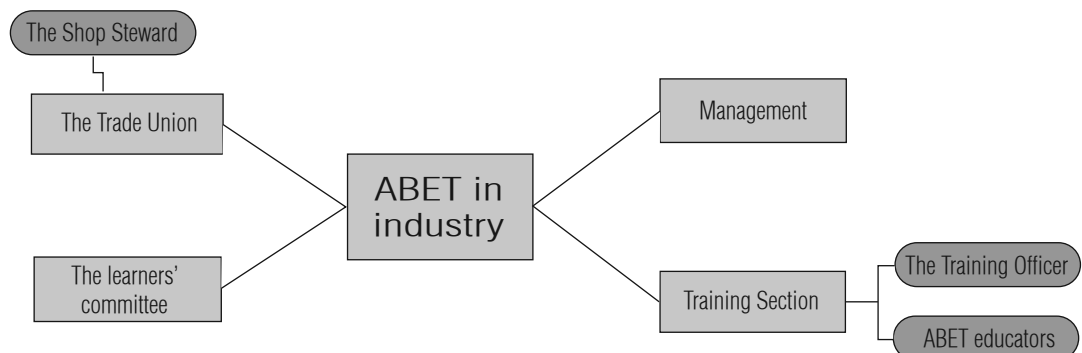 The Shop Steward
The Trade Union
Management
ABET in
industry
The learners'
committee
Training Section
The Training Officer
ABET educators